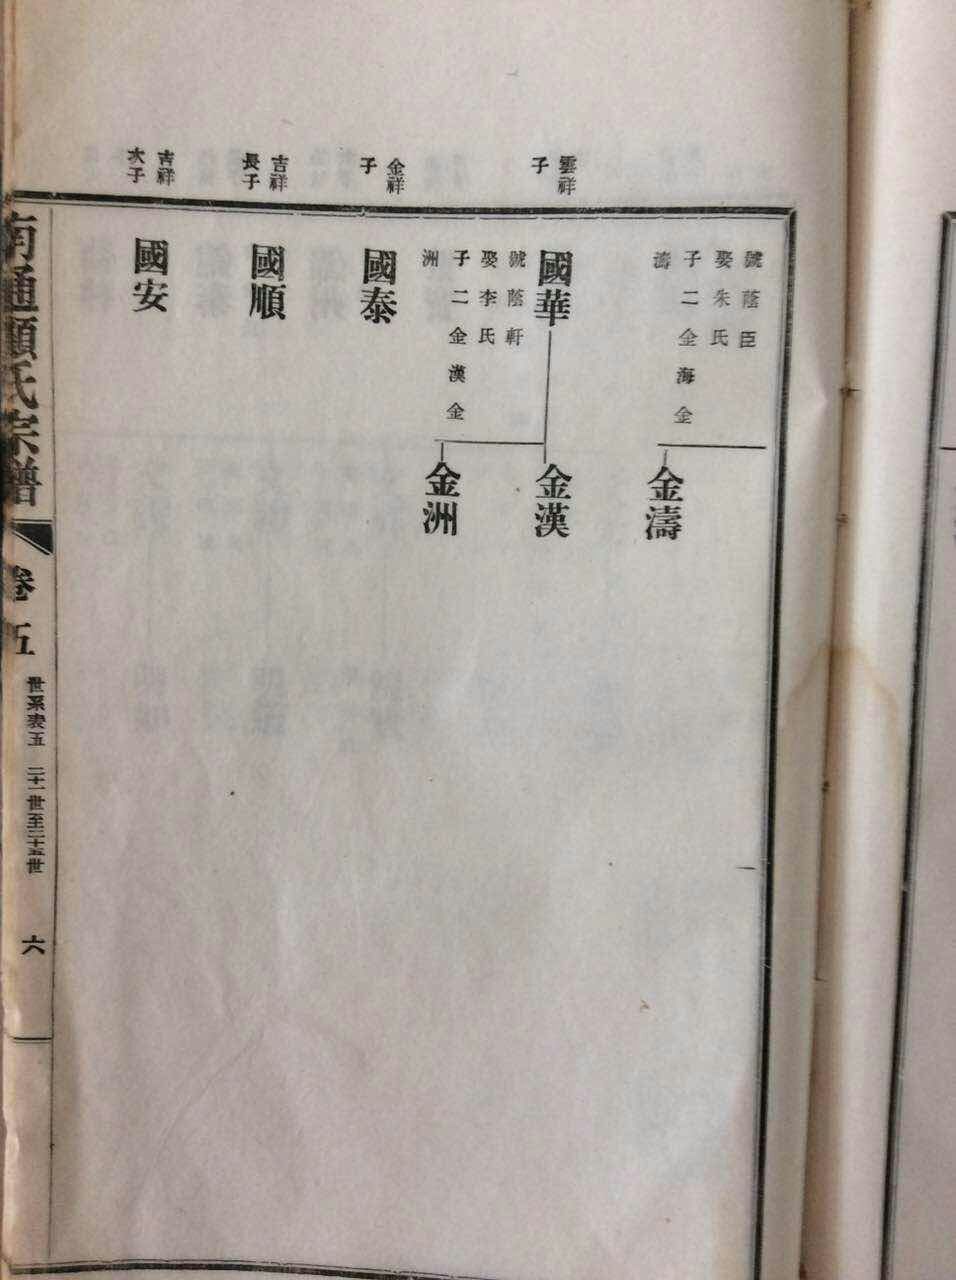 號蔭臣
娶朱氏
子二金海金
濤
金濤
雲祥
子
國華
號蔭軒
娶李氏
子二金漢金
洲
金漢
金洲
金祥
子
國泰
吉祥
長子
國順
吉祥
次子
國安
南通顧氏宗譜
卷五
世系表五 二十一世至二十五世
六